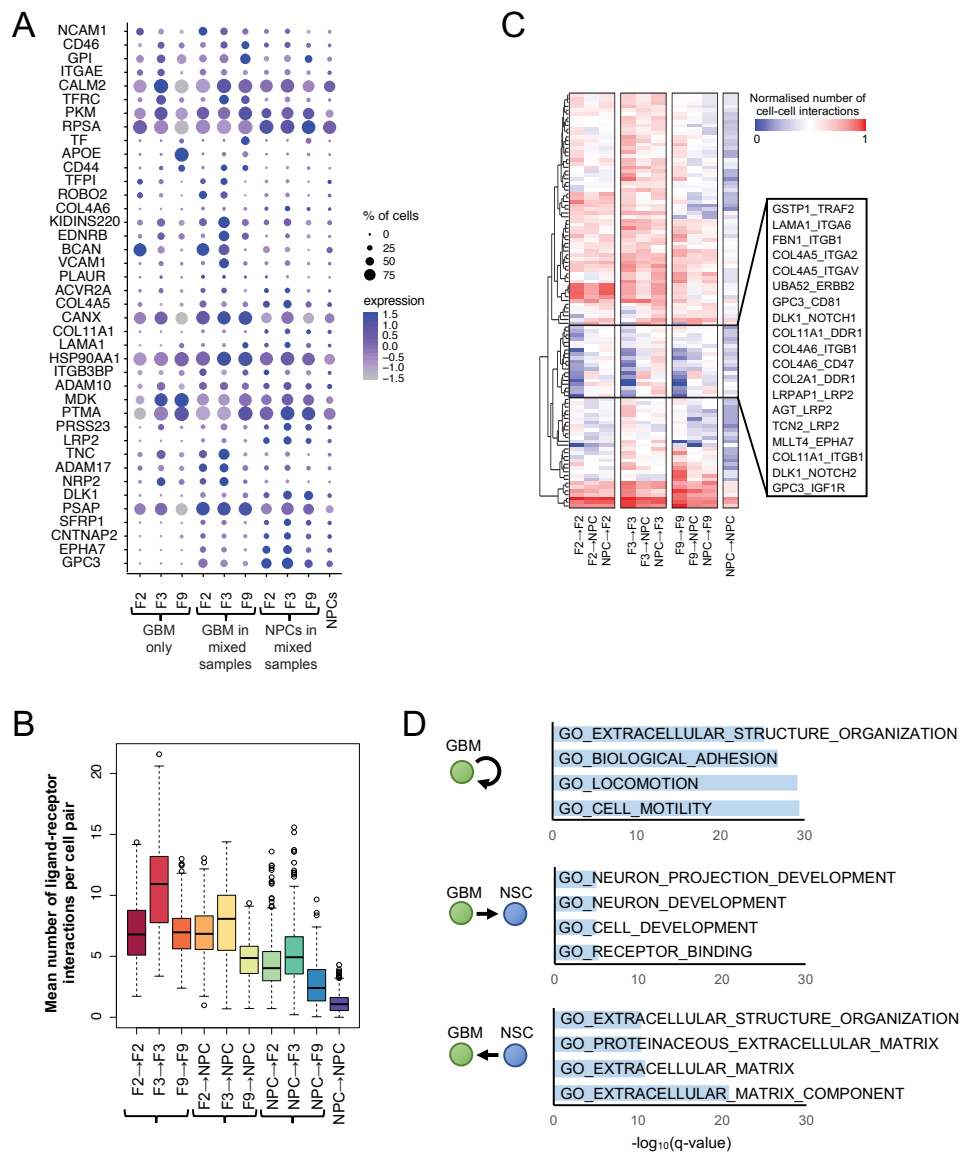 A
NCAM1
CD46
GPI
ITGAE
CALM2
TFRC
PKM
RPSA
TF
APOE
CD44
TFPI
ROBO2
COL4A6
KIDINS220
EDNRB
BCAN
VCAM1
PLAUR
ACVR2A
COL4A5
CANX
COL11A1
LAMA1
HSP90AA1
ITGB3BP
ADAM10
MDK
PTMA
PRSS23
LRP2
TNC
ADAM17
NRP2
DLK1
PSAP
SFRP1
CNTNAP2
EPHA7
GPC3
F2
F3
F9
F2
F3
F9
F2
F3
F9
NPCs
GBM
only
GBM in
mixed
samples
NPCs in
mixed
samples
% of cells
0
25
50
75
expression
1.5
1.0
0.5
0.0
−0.5
−1.0
−1.5
C
Normalised number of
cell-cell interactions
0 1
GSTP1_TRAF2
LAMA1_ITGA6
FBN1_ITGB1
COL4A5_ITGA2
COL4A5_ITGAV
UBA52_ERBB2
GPC3_CD81
DLK1_NOTCH1
COL11A1_DDR1
COL4A6_ITGB1
COL4A6_CD47
COL2A1_DDR1
LRPAP1_LRP2
AGT_LRP2
TCN2_LRP2
MLLT4_EPHA7
COL11A1_ITGB1
DLK1_NOTCH2
GPC3_IGF1R
F2→F2
F2→NPC
NPC→F2
F3→F3
F3→NPC
NPC→F3
F9→F9
F9→NPC
NPC→F9
NPC→NPC
B
Mean number of ligand-receptor
interactions per cell pair
20
15
10
5
0
F2→F2
F3→F3
F9→F9
F2→NPC
F3→NPC
F9→NPC
NPC→F2
NPC→F3
NPC→F9
NPC→NPC
D
GBM
GO_EXTRACELLULAR_STRUCTURE_ORGANIZATION
GO_BIOLOGICAL_ADHESION
GO_LOCOMOTION
GO_CELL_MOTILITY
0 10 20 30
GBM NSC
GO_NEURON_PROJECTION_DEVELOPMENT
GO_NEURON_DEVELOPMENT
GO_CELL_DEVELOPMENT
GO_RECEPTOR_BINDING
0 10 20 30
GBM NSC
GO_EXTRACELLULAR_STRUCTURE_ORGANIZATION
GO_PROTEINACEOUS_EXTRACELLULAR_MATRIX
GO_EXTRACELLULAR_MATRIX
GO_EXTRACELLULAR_MATRIX_COMPONENT
0 10 20 30
-log10(q-value)